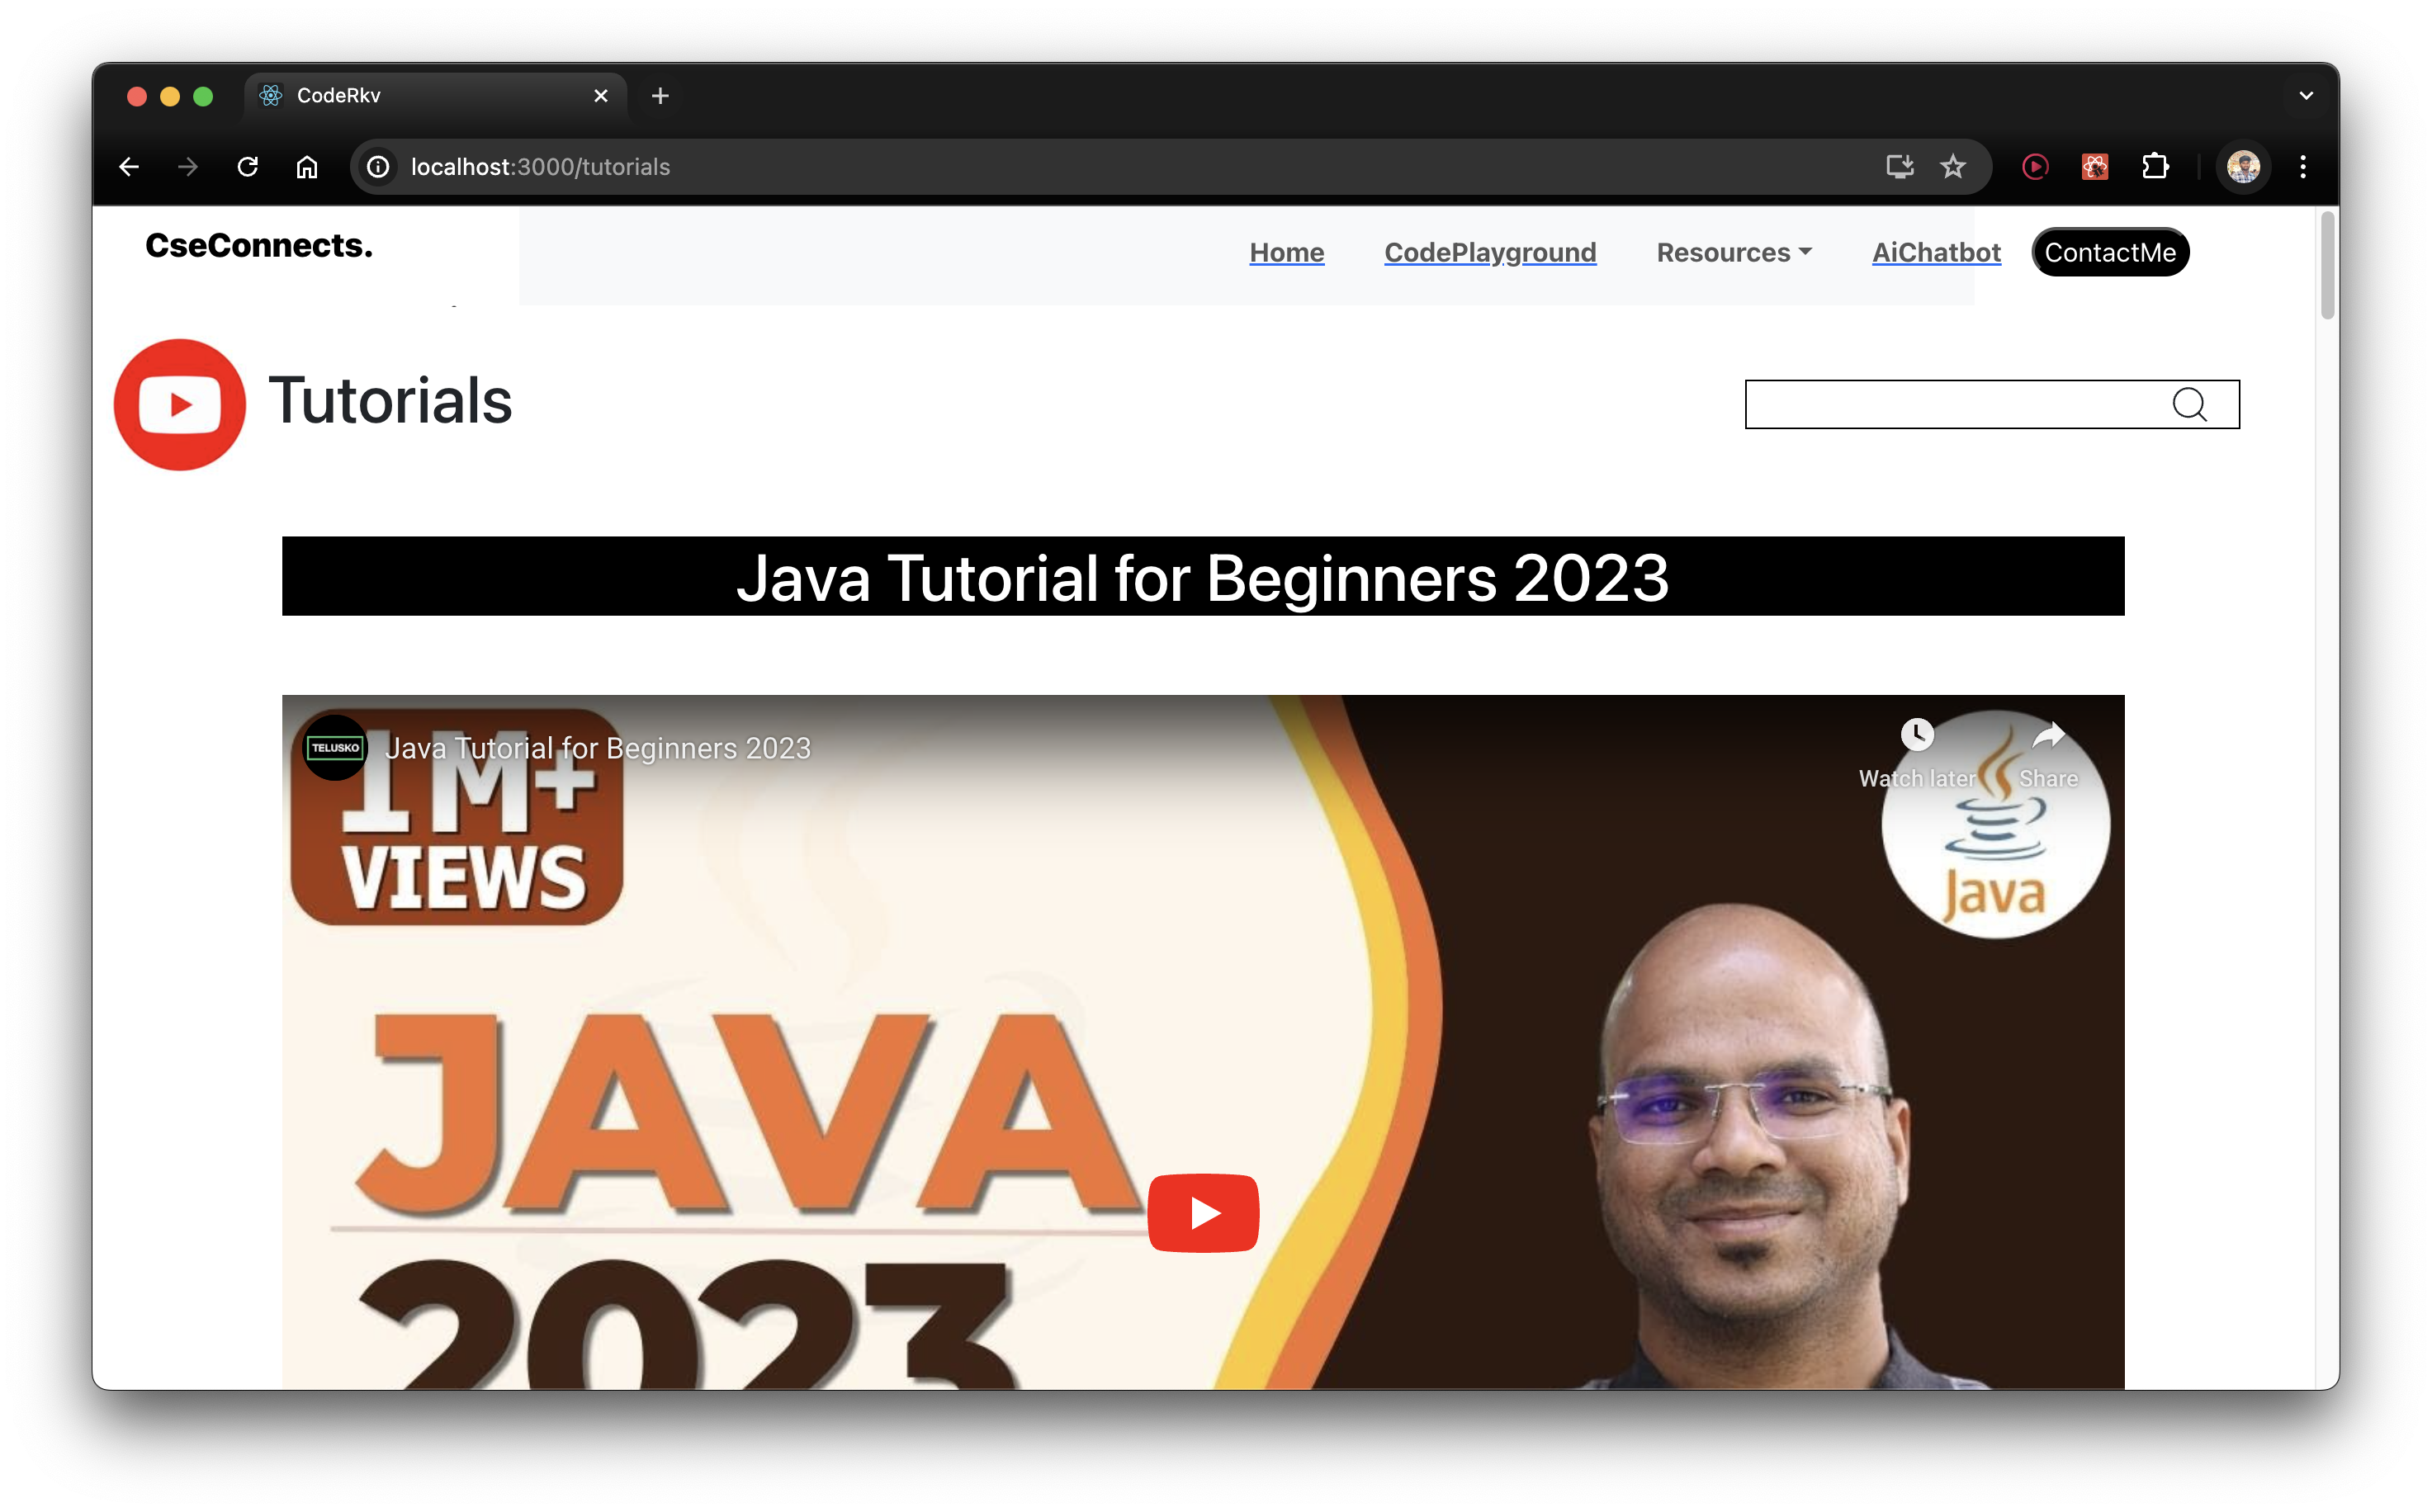 CodeRkv
localhost:3000/tutorials
CseConnects.
Home CodePlayground Resources AiChatbot ContactMe
Tutorials
Java Tutorial for Beginners 2023
TELUSKO Java Tutorial for Beginners 2023
Watch later Share
1M+
VIEWS
Java
JAVA
2023